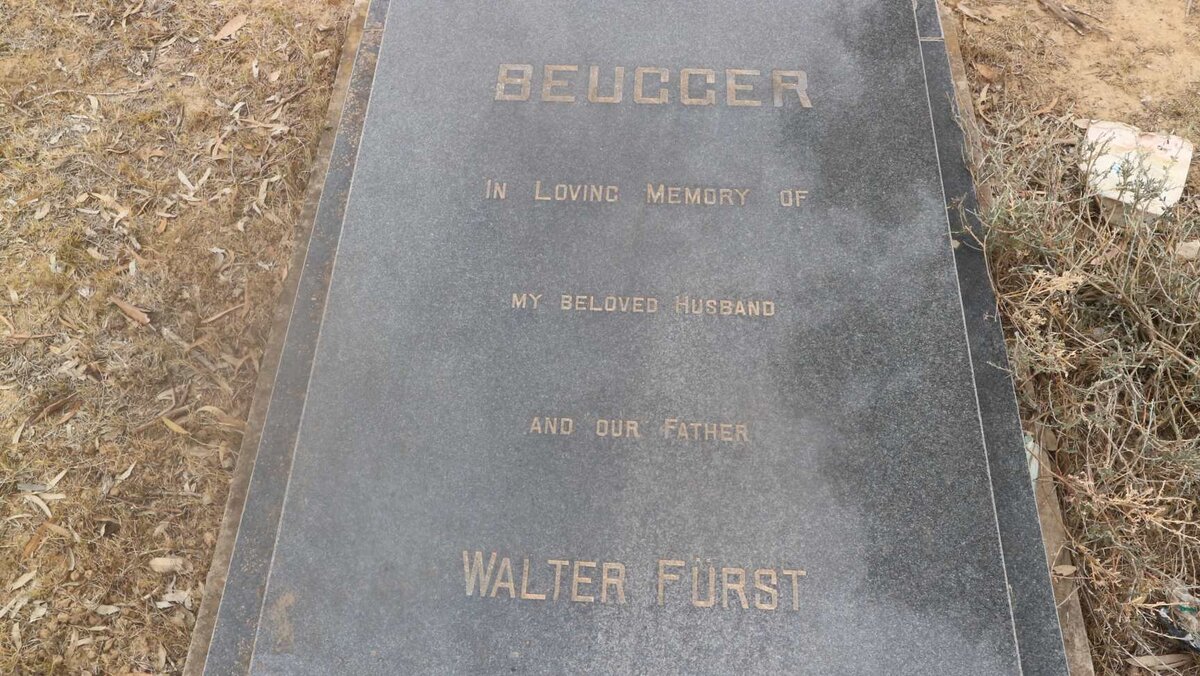 BEUGGER
IN LOVING MEMORY OF
MY BELOVED HUSBAND
AND OUR FATHER
WALTER FÜRST